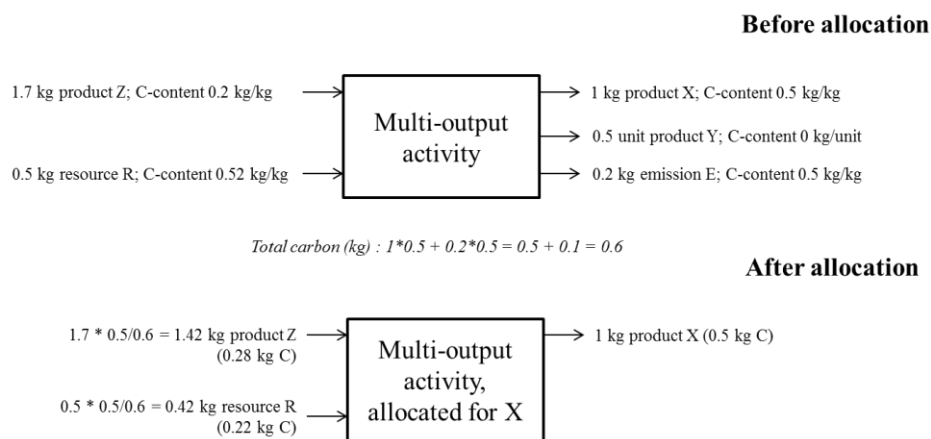 Before allocation
1.7 kg product Z; C-content 0.2 kg/kg
0.5 kg resource R; C-content 0.52 kg/kg
Multi-output
activity
1 kg product X; C-content 0.5 kg/kg
0.5 unit product Y; C-content 0 kg/unit
0.2 kg emission E; C-content 0.5 kg/kg
Total carbon (kg) : 1*0.5 + 0.2*0.5 = 0.5 + 0.1 = 0.6
After allocation
1.7 * 0.5/0.6 = 1.42 kg product Z
(0.28 kg C)
0.5 * 0.5/0.6 = 0.42 kg resource R
(0.22 kg C)
Multi-output
activity,
allocated for X
1 kg product X (0.5 kg C)